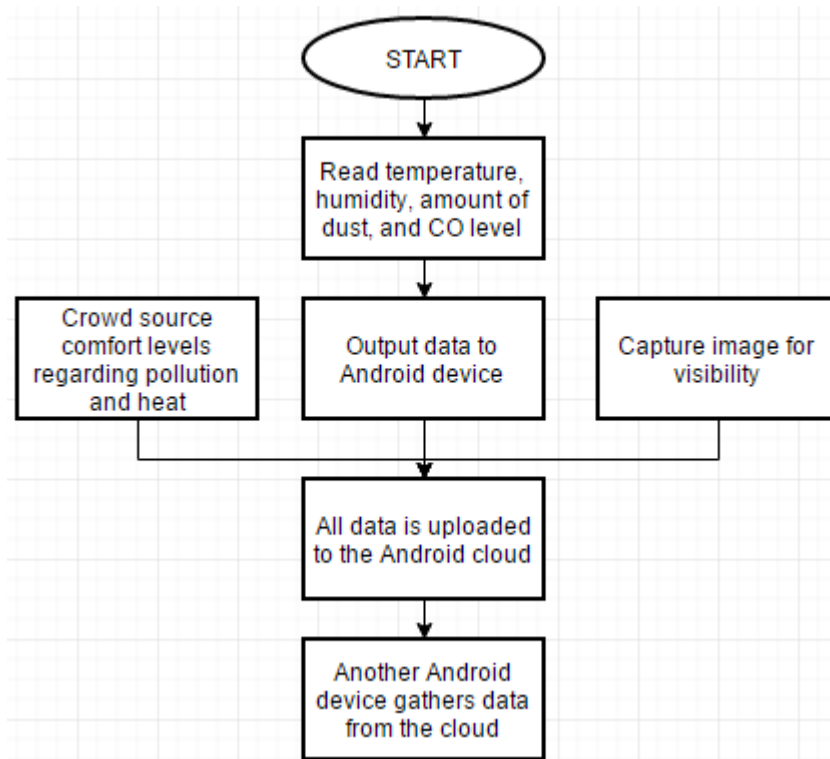 START
Read temperature,
humidity, amount of
dust, and CO level
Crowd source
comfort levels
regarding pollution
and heat
Output data to
Android device
Capture image for
visibility
All data is uploaded
to the Android cloud
Another Android
device gathers data
from the cloud